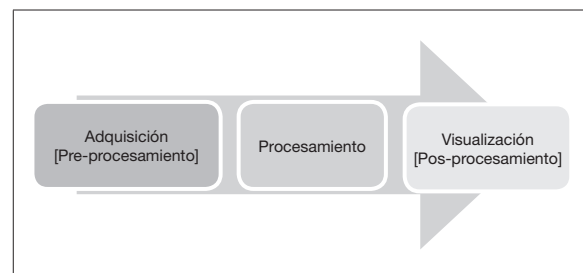 Adquisición
[Pre-procesamiento]
Procesamiento
Visualización
[Pos-procesamiento]